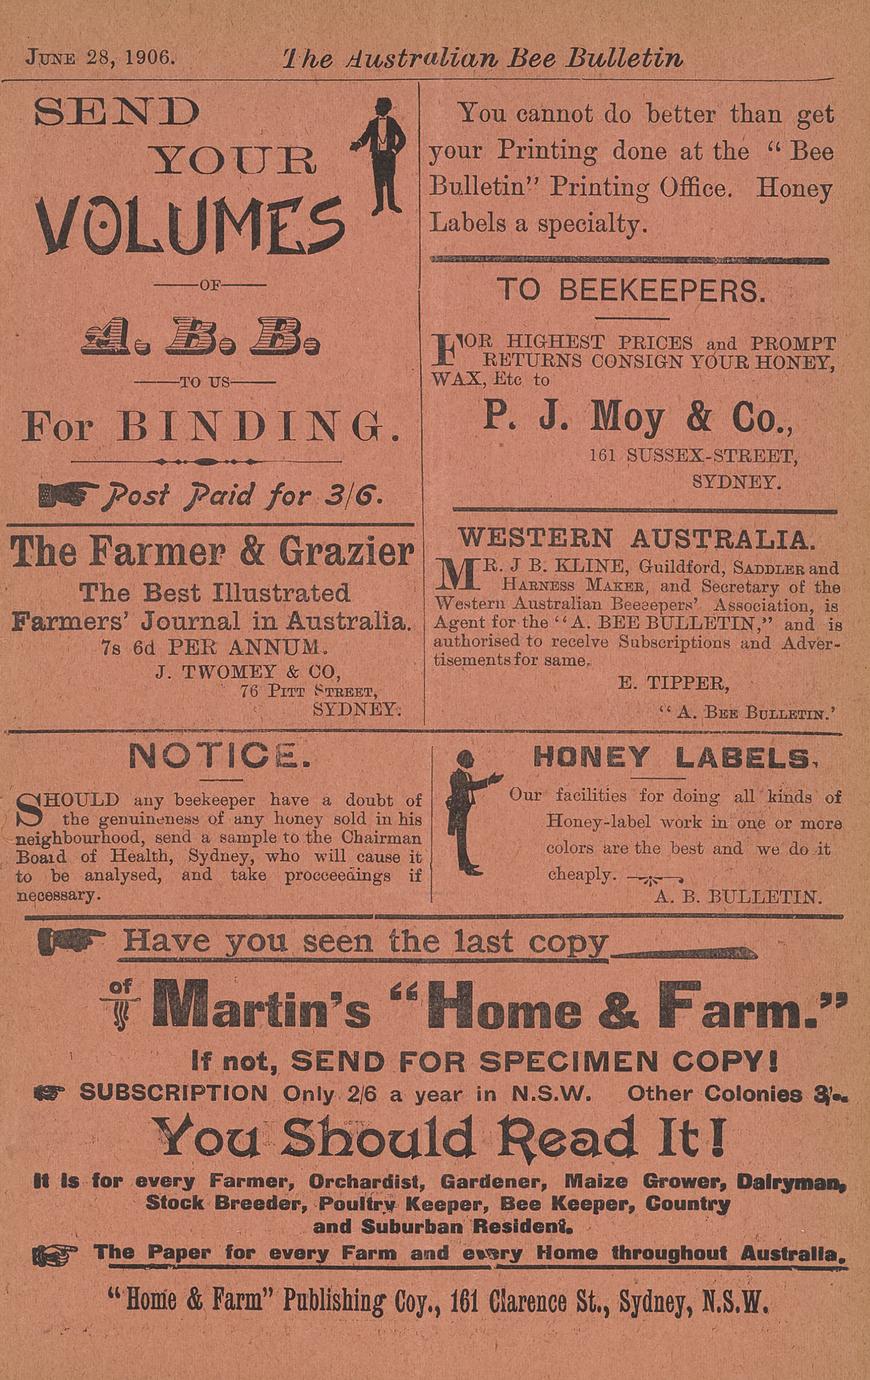 JUNE 28, 1906.
The Australian Bee Bulletin
SEND
YOUR
VOLUMES
OF
A. B. B.
TO US
For BINDING.
Post Paid for 3/6.
The Farmer & Grazier
The Best Illustrated
Farmers' Journal in Australia.
7s 6d PER ANNUM.
J. TWOMEY & CO,
76 PITT STREET,
SYDNEY.
You cannot do better than get
your Printing done at the “ Bee
Bulletin” Printing Office. Honey
Labels a specialty.
TO BEEKEEPERS.
FOR HIGHEST PRICES and PROMPT
RETURNS CONSIGN YOUR HONEY,
WAX, Etc to
P. J. Moy & Co.,
161 SUSSEX-STREET,
SYDNEY.
WESTERN AUSTRALIA.
MR. J B. KLINE, Guildford, SADDLER and
HARNESS MAKER, and Secretary of the
Western Australian Beeeepers' Association, is
Agent for the “A. BEE BULLETIN,” and is
authorised to receive Subscriptions and Adver-
tisements for same.
E. TIPPER,
“ A. BEE BULLETIN.'
NOTICE.
SHOULD any beekeeper have a doubt of
the genuineness of any honey sold in his
neighbourhood, send a sample to the Chairman
Board of Health, Sydney, who will cause it
to be analysed, and take procceedings if
necessary.
HONEY LABELS.
Our facilities for doing all kinds of
Honey-label work in one or more
colors are the best and we do it
cheaply.
A. B. BULLETIN.
Have you seen the last copy
of Martin's “Home & Farm.”
If not, SEND FOR SPECIMEN COPY!
SUBSCRIPTION Only 2/6 a year in N.S.W. Other Colonies 3/-.
You Should Read It!
It is for every Farmer, Orchardist, Gardener, Maize Grower, Dairyman,
Stock Breeder, Poultry Keeper, Bee Keeper, Country
and Suburban Resident.
The Paper for every Farm and every Home throughout Australia.
“Home & Farm” Publishing Coy., 161 Clarence St., Sydney, N.S.W.